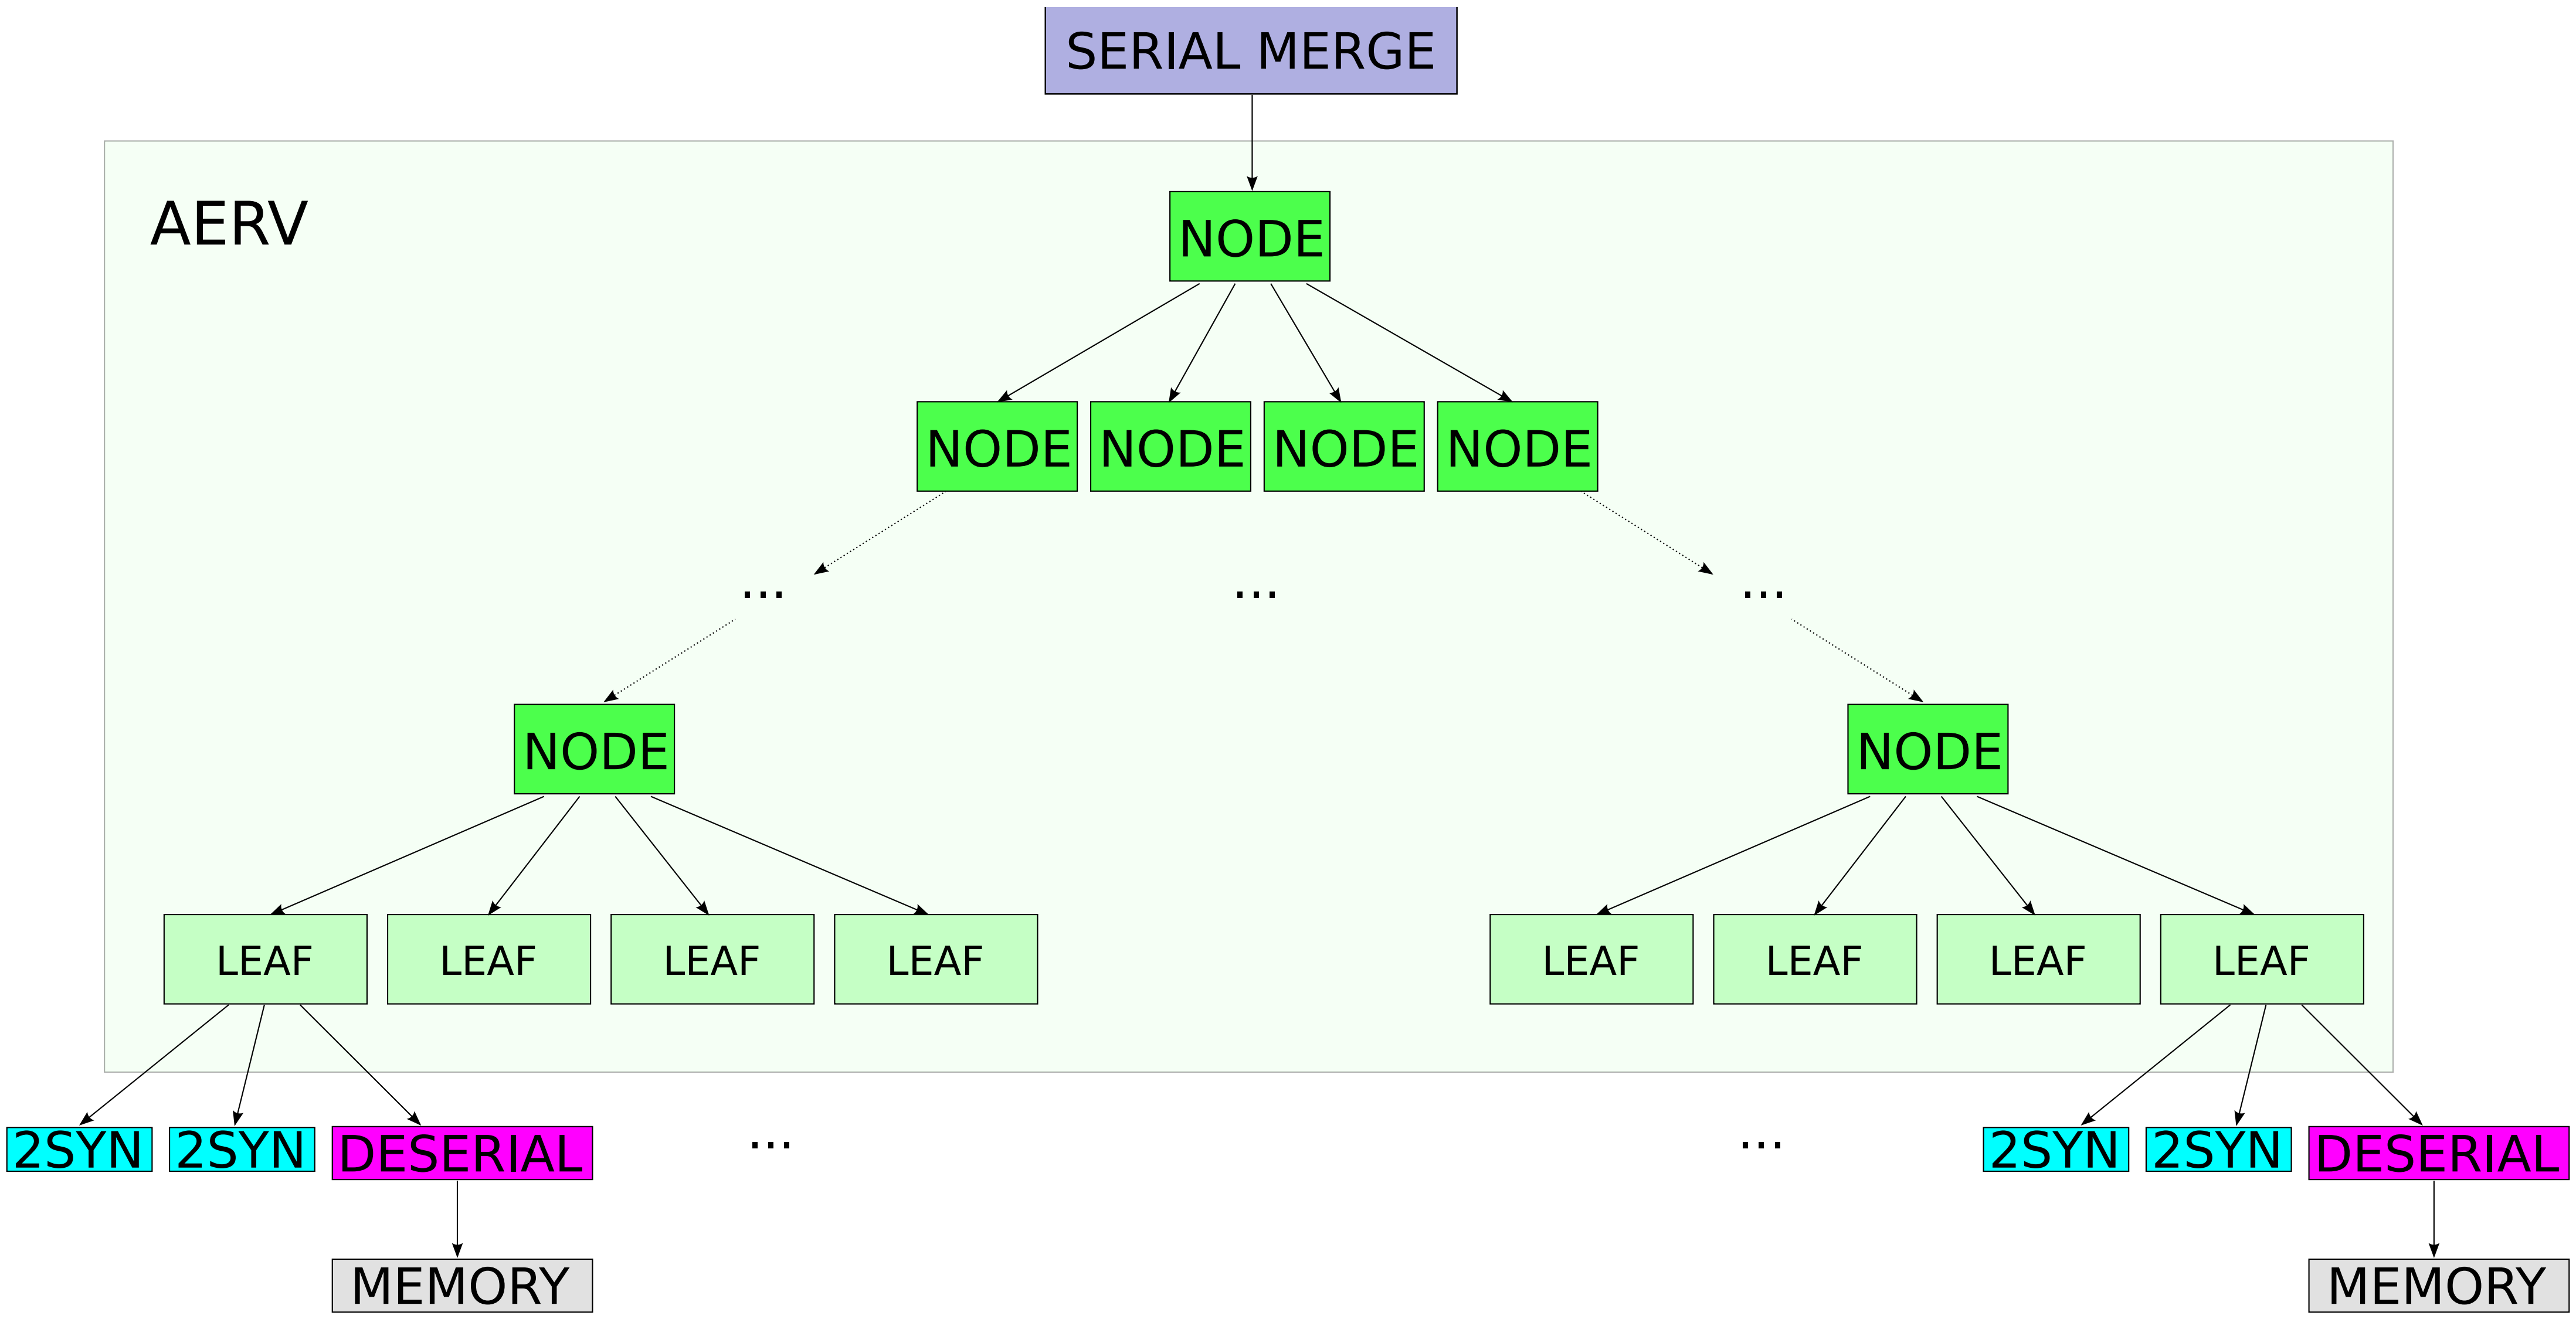 SERIAL MERGE
AERV
NODE
NODE NODE NODE NODE
... ... ...
NODE NODE
LEAF LEAF LEAF LEAF LEAF LEAF LEAF LEAF
2SYN 2SYN DESERIAL ... ... 2SYN 2SYN DESERIAL
MEMORY MEMORY